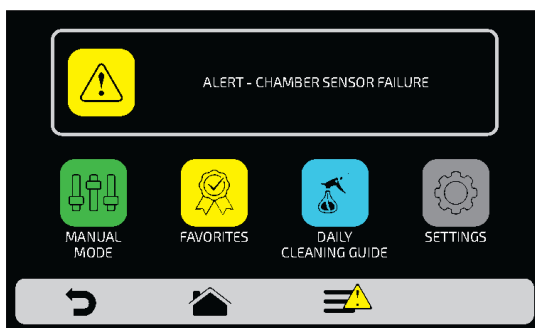 ALERT - CHAMBER SENSOR FAILURE
MANUAL
MODE
FAVORITES
DAILY
CLEANING GUIDE
SETTINGS